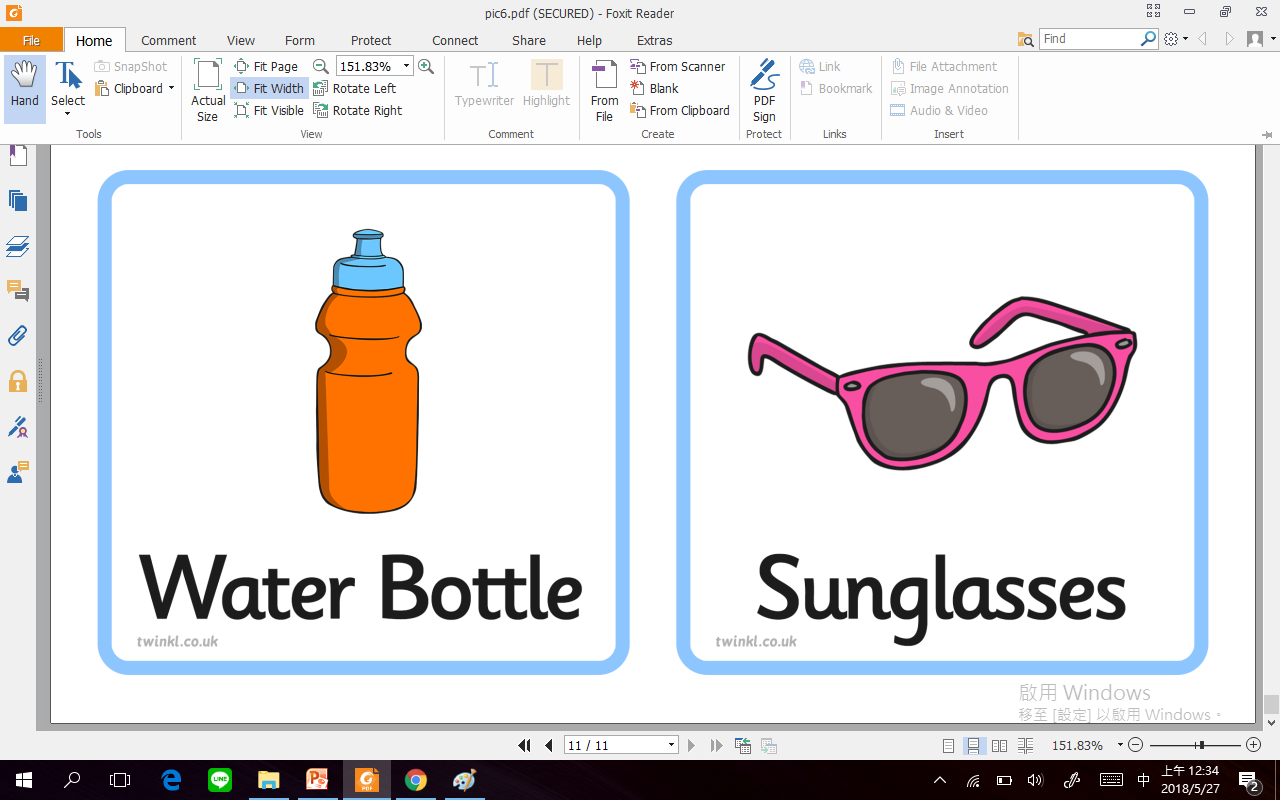 pic6.pdf (SECURED) - Foxit Reader
File Home Comment View Form Protect Connect Share Help Extras
Find
Hand
Select
SnapShot
Clipboard
Tools
Actual Size
Fit Page
Fit Width
Fit Visible
151.83%
Rotate Left
Rotate Right
View
Typewriter
Highlight
Comment
From File
From Scanner
Blank
From Clipboard
Create
PDF Sign
Protect
Link
Bookmark
Links
File Attachment
Image Annotation
Audio & Video
Insert
Water Bottle
twinkl.co.uk
Sunglasses
twinkl.co.uk
啟用 Windows
移至 [設定] 以啟用 Windows。
11 / 11
151.83%
LINE
PDF
中
上午 12:34
2018/5/27
2